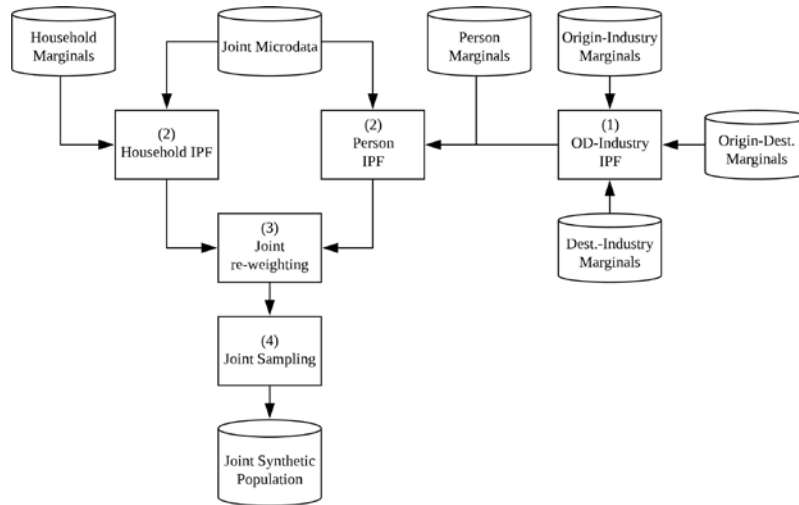 Household
Marginals
Joint Microdata
Person
Marginals
Origin-Industry
Marginals
(2)
Household IPF
(2)
Person
IPF
(1)
OD-Industry
IPF
Origin-Dest.
Marginals
(3)
Joint
re-weighting
Dest.-Industry
Marginals
(4)
Joint Sampling
Joint Synthetic
Population